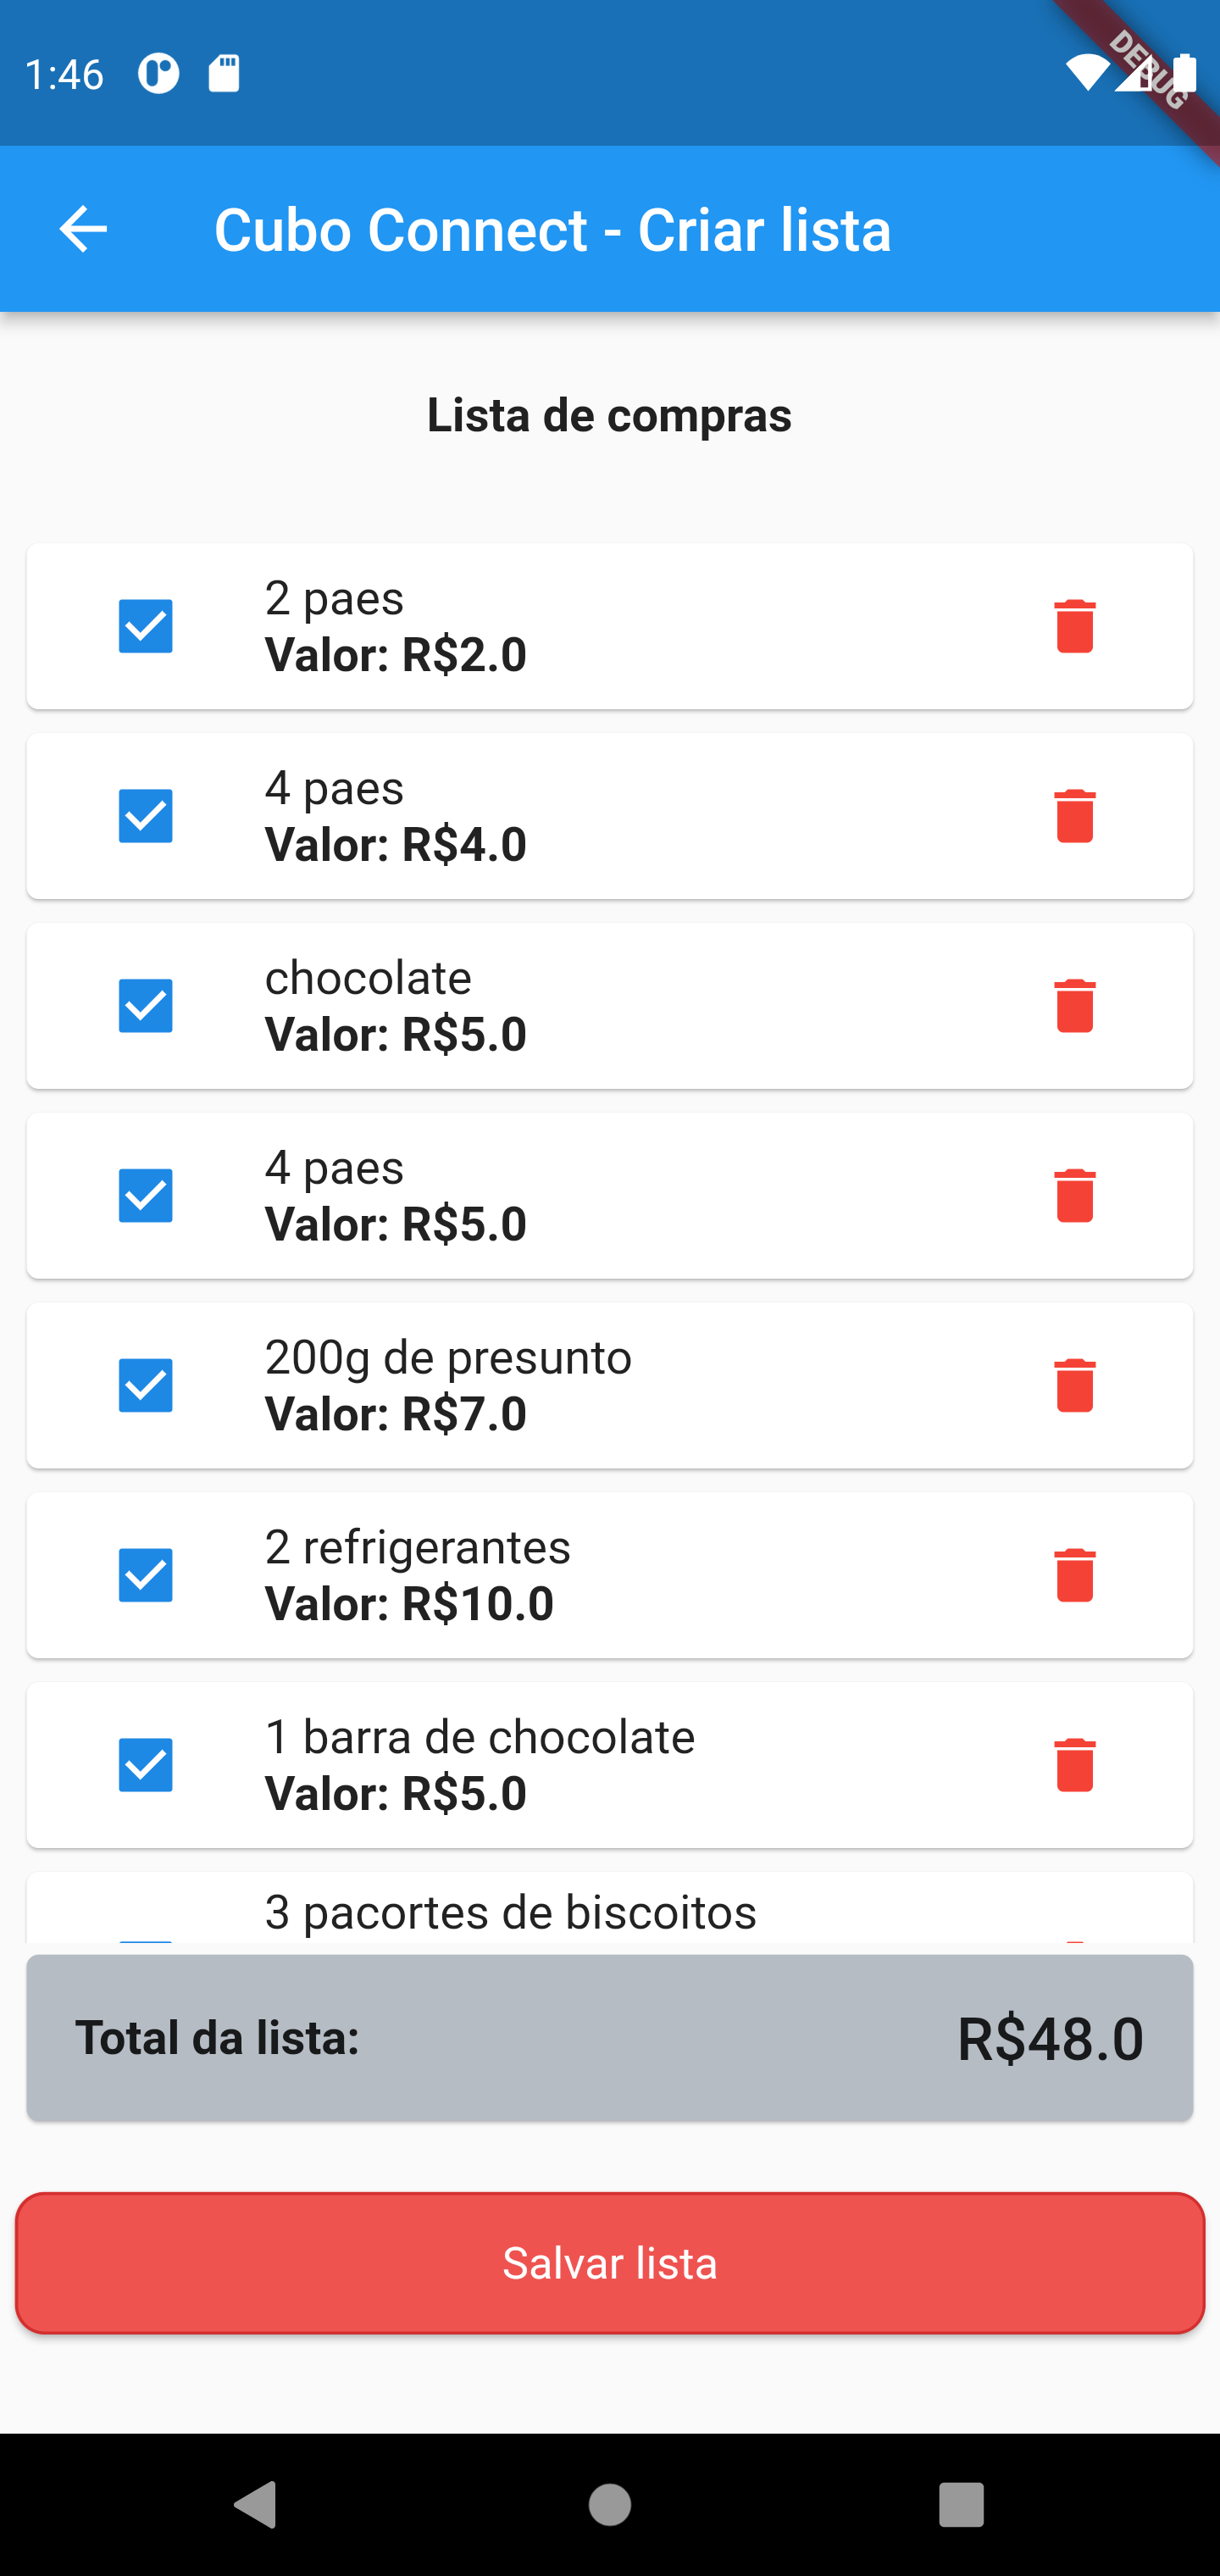 1:46
DEBUG
Cubo Connect - Criar lista
Lista de compras
2 paes
Valor: R$2.0
4 paes
Valor: R$4.0
chocolate
Valor: R$5.0
4 paes
Valor: R$5.0
200g de presunto
Valor: R$7.0
2 refrigerantes
Valor: R$10.0
1 barra de chocolate
Valor: R$5.0
3 pacortes de biscoitos
Total da lista:
R$48.0
Salvar lista